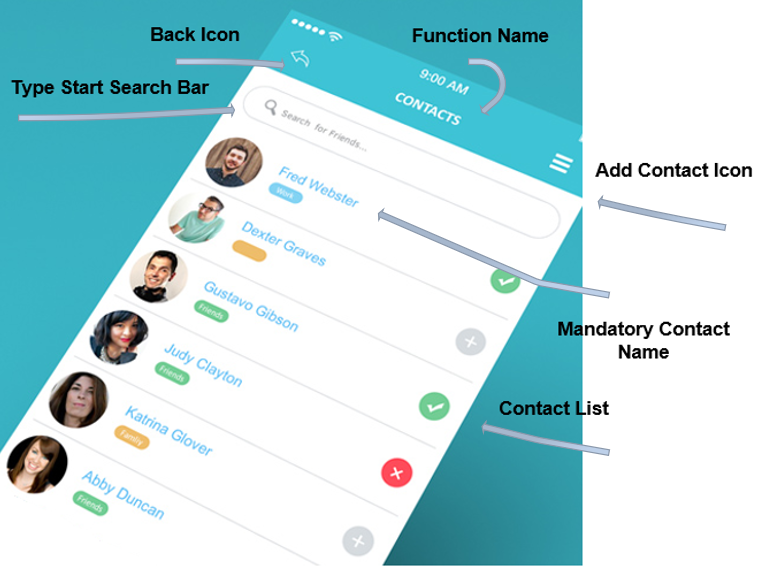 Back Icon
Function Name
Type Start Search Bar
9:00 AM
CONTACTS
Search for Friends...
Add Contact Icon
Fred Webster
Work
Dexter Graves
Gustavo Gibson
Friends
Mandatory Contact
Name
Judy Clayton
Friends
Contact List
Katrina Glover
Family
Abby Duncan
Friends